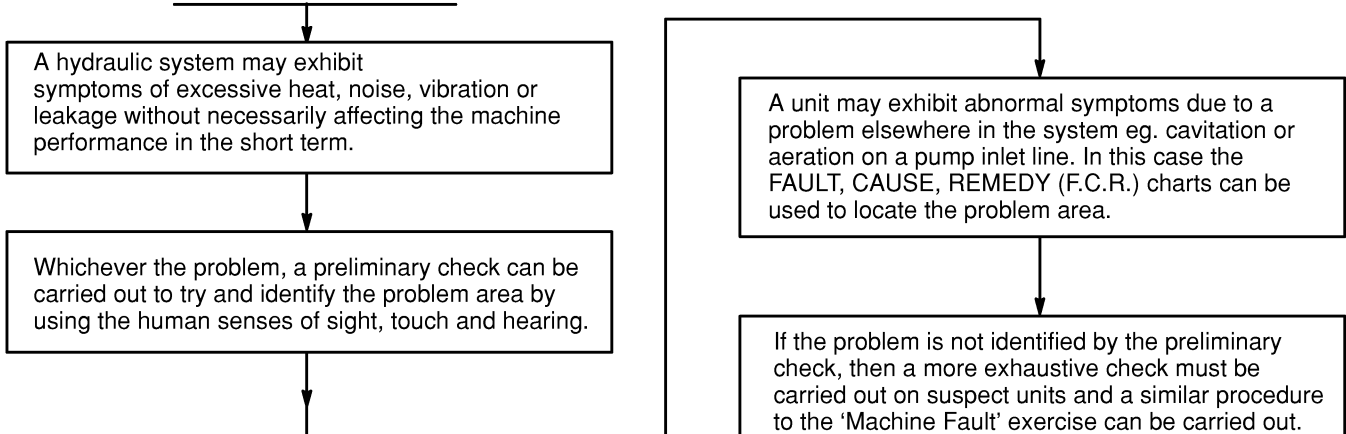 A hydraulic system may exhibit
symptoms of excessive heat, noise, vibration or
leakage without necessarily affecting the machine
performance in the short term.
Whichever the problem, a preliminary check can be
carried out to try and identify the problem area by
using the human senses of sight, touch and hearing.
A unit may exhibit abnormal symptoms due to a
problem elsewhere in the system eg. cavitation or
aeration on a pump inlet line. In this case the
FAULT, CAUSE, REMEDY (F.C.R.) charts can be
used to locate the problem area.
If the problem is not identified by the preliminary
check, then a more exhaustive check must be
carried out on suspect units and a similar procedure
to the ‘Machine Fault’ exercise can be carried out.